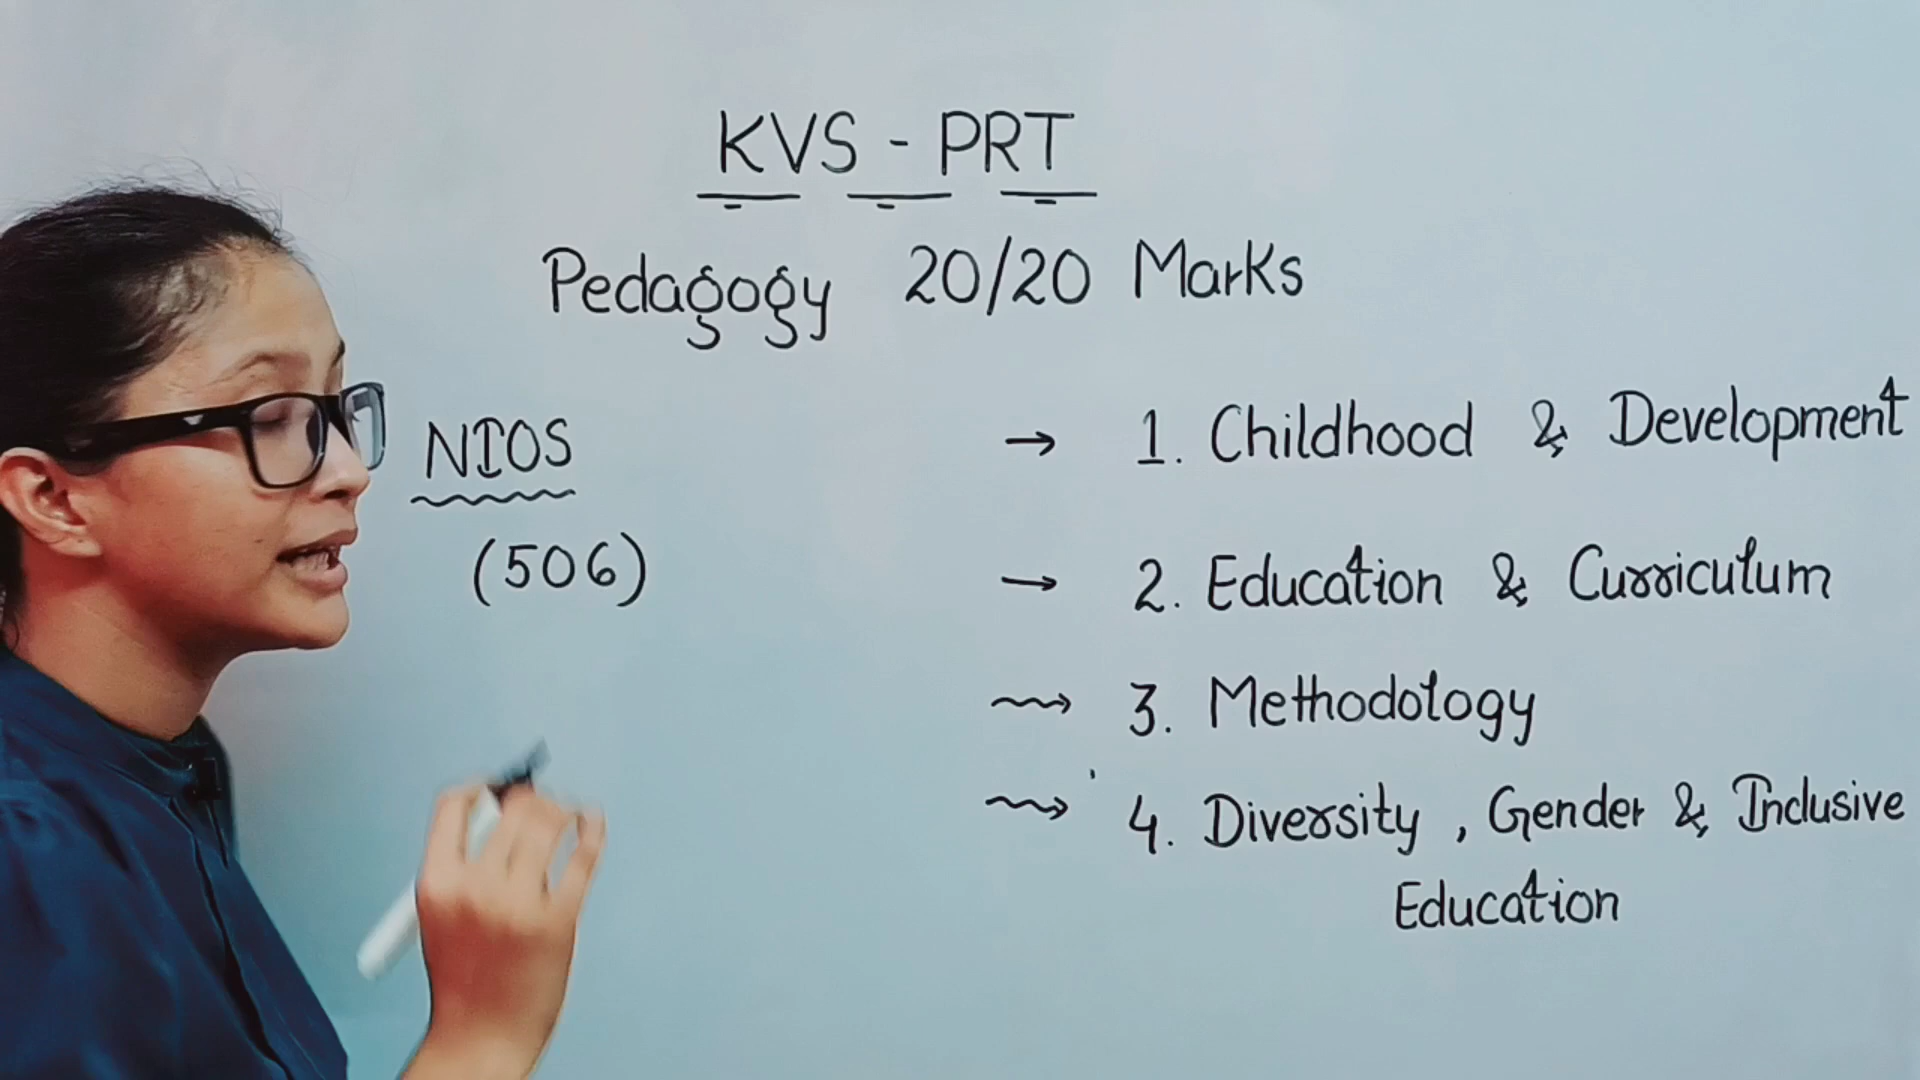 KVS - PRT
Pedagogy 20/20 Marks
NIOS
(506)
→ 1. Childhood & Development
→ 2. Education & Curriculum
→ 3. Methodology
→ 4. Diversity, Gender & Inclusive
Education